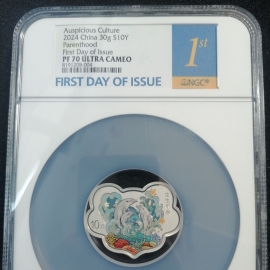 Auspicious Culture
2024 China 30g S10Y
Parenthood
First Day of Issue
PF 70 ULTRA CAMEO
1st
NGC
FIRST DAY OF ISSUE